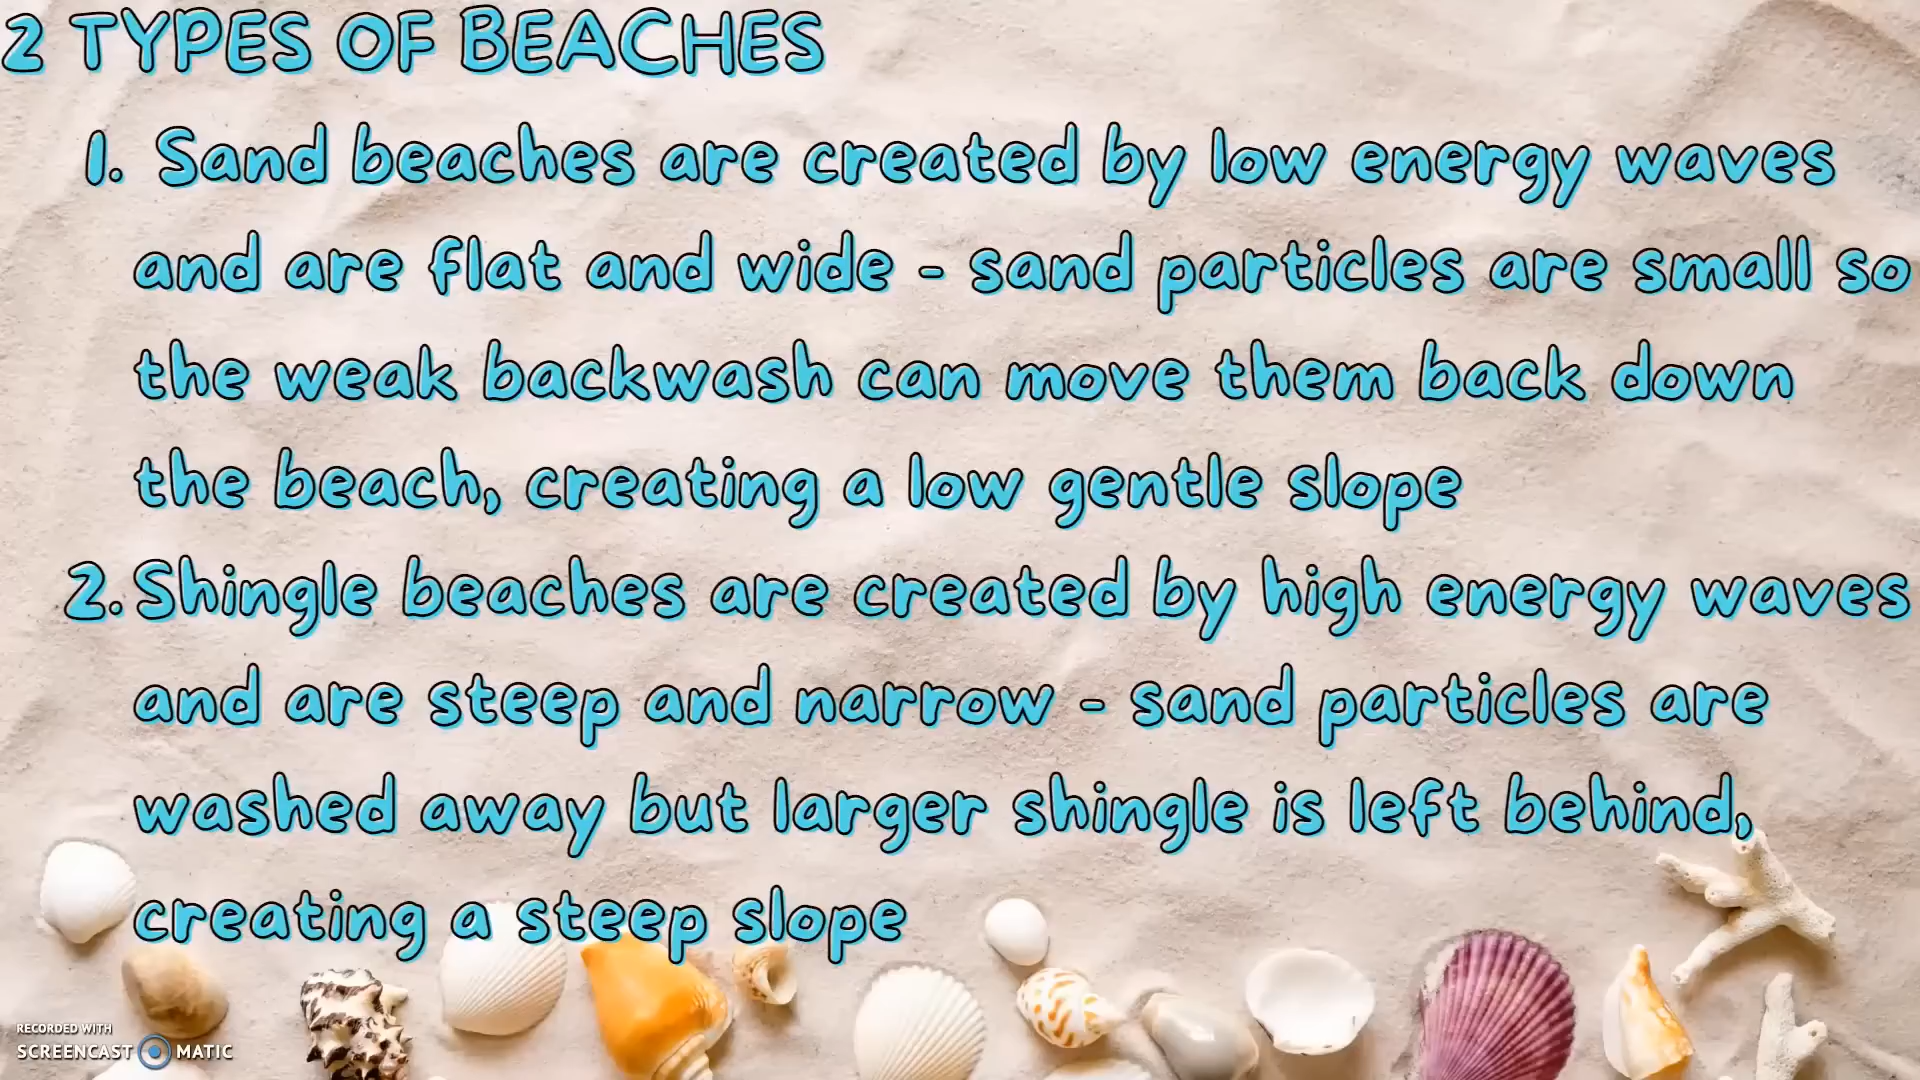 2 TYPES OF BEACHES
1. Sand beaches are created by low energy waves
and are flat and wide - sand particles are small so
the weak backwash can move them back down
the beach, creating a low gentle slope
2. Shingle beaches are created by high energy waves
and are steep and narrow - sand particles are
washed away but larger shingle is left behind,
creating a steep slope
RECORDED WITH
SCREENCAST MATIC